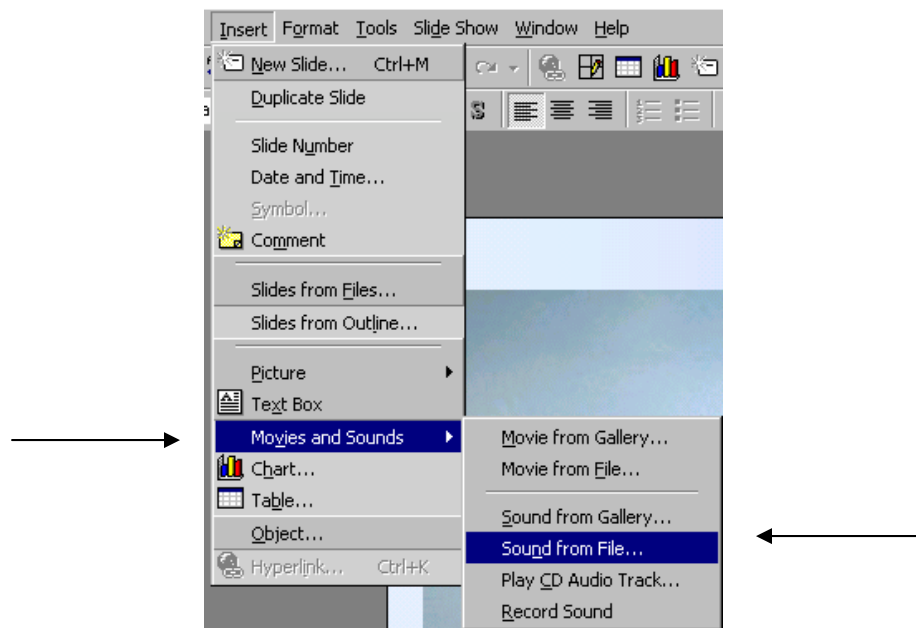 Insert Format Tools Slide Show Window Help
New Slide... Ctrl+M
Duplicate Slide
Slide Number
Date and Time...
Symbol...
Comment
Slides from Files...
Slides from Outline...
Picture
Text Box
Movies and Sounds
Chart...
Table...
Object...
Hyperlink... Ctrl+K
Movie from Gallery...
Movie from File...
Sound from Gallery...
Sound from File...
Play CD Audio Track...
Record Sound